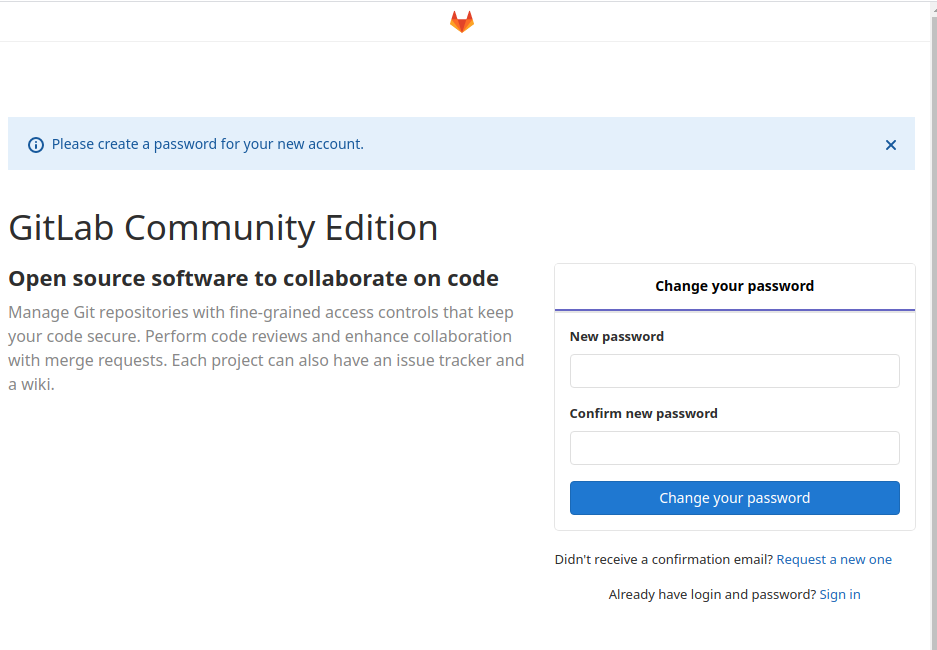 Please create a password for your new account.
GitLab Community Edition
Open source software to collaborate on code
Manage Git repositories with fine-grained access controls that keep
your code secure. Perform code reviews and enhance collaboration
with merge requests. Each project can also have an issue tracker and
a wiki.
Change your password
New password
Confirm new password
Change your password
Didn't receive a confirmation email? Request a new one
Already have login and password? Sign in